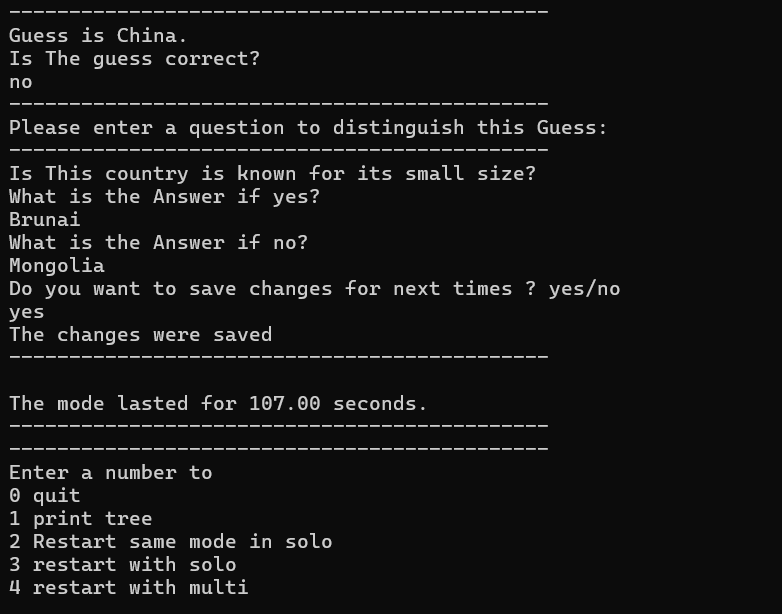 ---------------------------------------------
Guess is China.
Is The guess correct?
no
---------------------------------------------
Please enter a question to distinguish this Guess:
---------------------------------------------
Is This country is known for its small size?
What is the Answer if yes?
Brunai
What is the Answer if no?
Mongolia
Do you want to save changes for next times ? yes/no
yes
The changes were saved
---------------------------------------------
The mode lasted for 107.00 seconds.
---------------------------------------------
---------------------------------------------
Enter a number to
0 quit
1 print tree
2 Restart same mode in solo
3 restart with solo
4 restart with multi